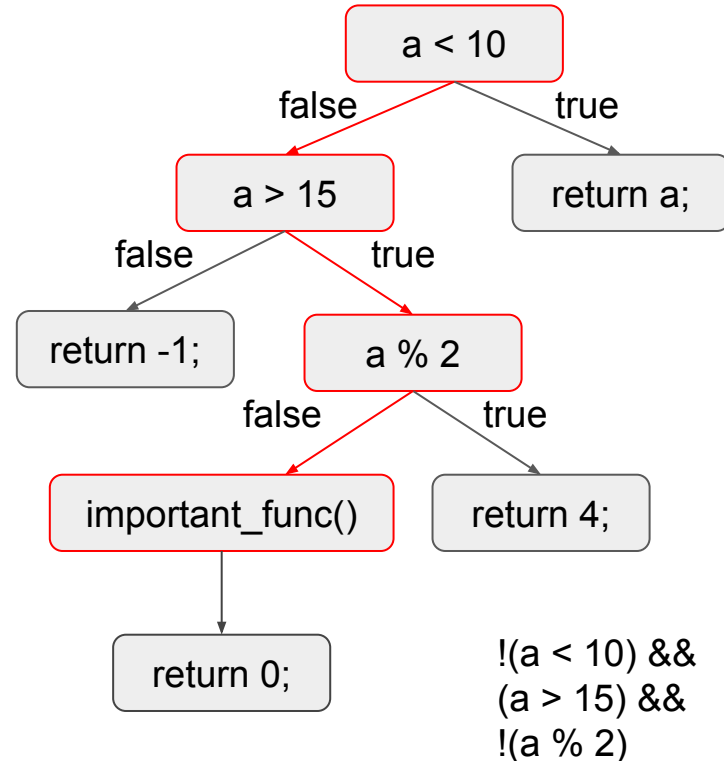 a < 10
false
true
a > 15
return a;
false
true
return -1;
a % 2
false
true
important_func()
return 4;
return 0;
!(a < 10) &&
(a > 15) &&
!(a % 2)